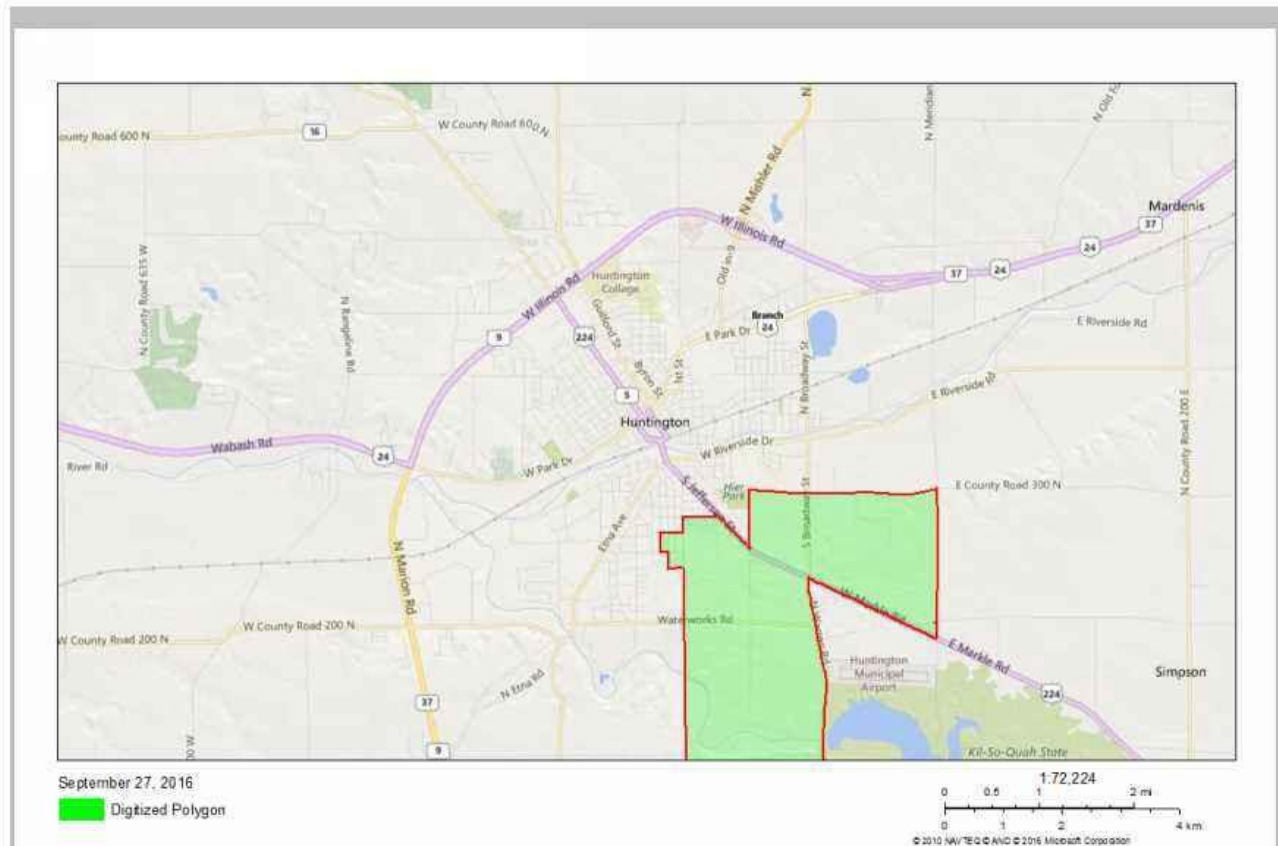 County Road 600 N
16
W County Road 600 N
N
N Mishler Rd
N Meridian
N Old Fo
Mardenis
37
24
W Illinois Rd
Old in-9
37
24
N County Road 635 W
N Rangeline Rd
Huntington
College
W Illinois Rd
Guilford St
9
224
Branch
24
E Park Dr
E Riverside Rd
Byron St
N Broadway St
5
Huntington
E Riverside Rd
N County Road 200 E
Wabash Rd
24
River Rd
W Park Dr
W Riverside Dr
Hier
Park
S Jefferson St
E County Road 300 N
S Broadway St
Etna Ave
N Marion Rd
W Markle Rd
Waterworks Rd
W County Road 200 N
W County Road 200 N
E Markle Rd
Huntington
Municipal
Airport
Simpson
N Etna Rd
224
37
9
00 W
Kil-So-Quah State
September 27, 2016
Digitized Polygon
1:72,224
0 0.5 1 2 mi
0 1 2 4 km
© 2010 NAVTEQ © AND © 2016 Microsoft Corporation